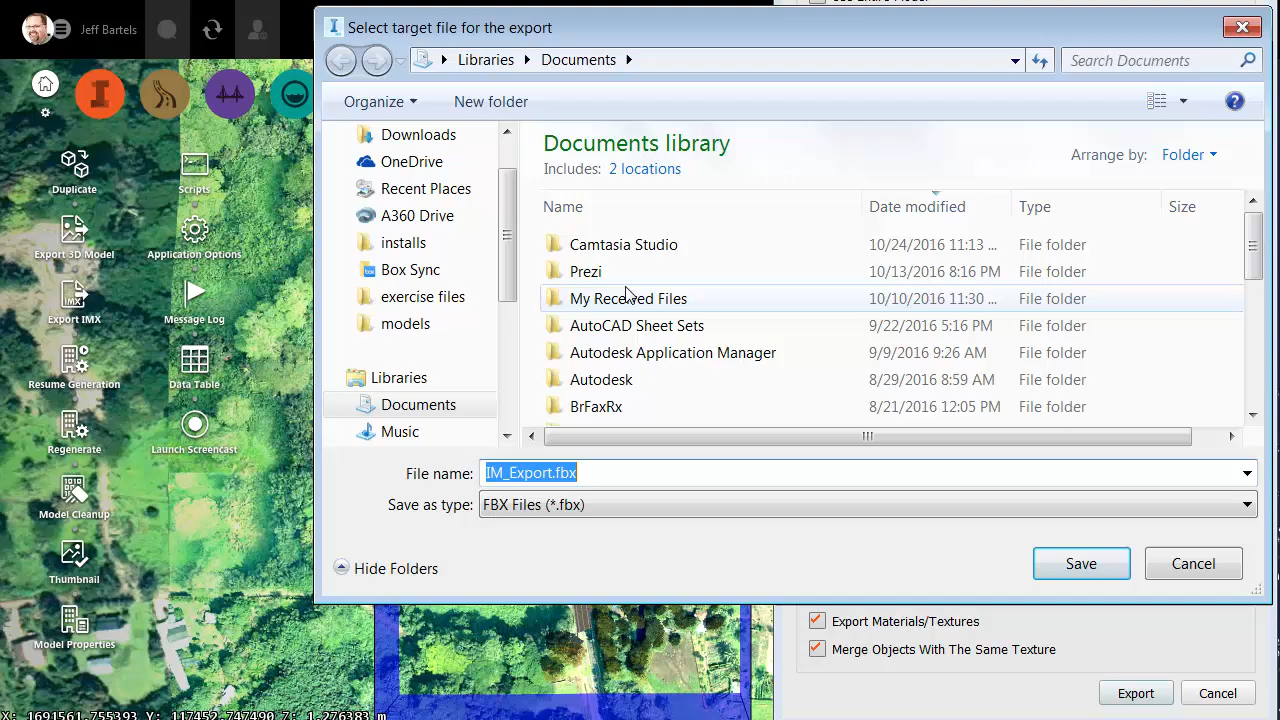 Select target file for the export
Jeff Bartels
Libraries
Documents
Search Documents
Organize
New folder
Downloads
OneDrive
Recent Places
A360 Drive
installs
Box Sync
exercise files
models
Libraries
Documents
Music
Documents library
Includes: 2 locations
Arrange by: Folder
Name Date modified Type Size
Camtasia Studio 10/24/2016 11:13 ... File folder
Prezi 10/13/2016 8:16 PM File folder
My Received Files 10/10/2016 11:30 ... File folder
AutoCAD Sheet Sets 9/22/2016 5:16 PM File folder
Autodesk Application Manager 9/9/2016 9:26 AM File folder
Autodesk 8/29/2016 8:59 AM File folder
BrFaxRx 8/21/2016 12:05 PM File folder
File name: IM_Export.fbx
Save as type: FBX Files (*.fbx)
Hide Folders
Save
Cancel
Duplicate
Scripts
Export 3D Model
Application Options
Export IMX
IMX
Message Log
Resume Generation
Data Table
Regenerate
Launch Screencast
Model Cleanup
Thumbnail
Model Properties
Export Materials/Textures
Merge Objects With The Same Texture
Export
Cancel
X: 1691561.755393 Y: 117452.747490 Z: 1.276383 m